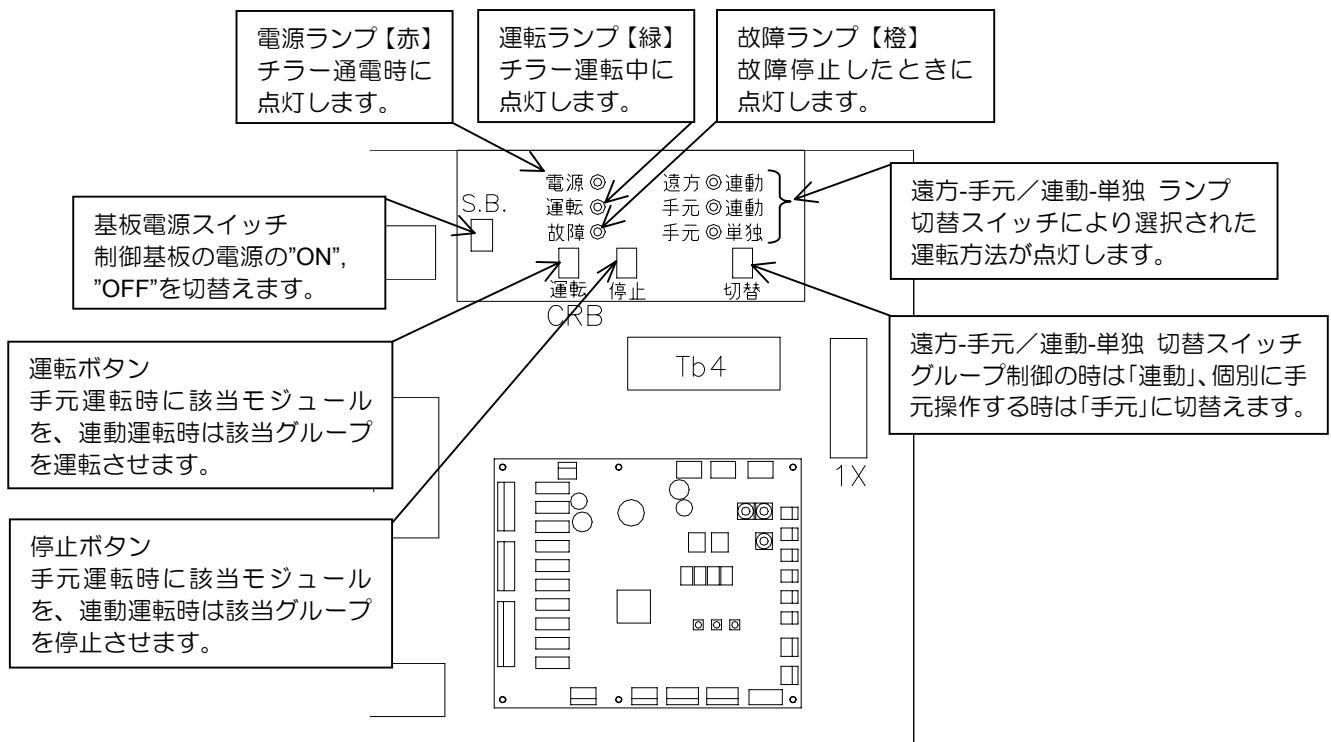 電源ランプ【赤】
チラー通電時に
点灯します。
運転ランプ【緑】
チラー運転中に
点灯します。
故障ランプ【橙】
故障停止したときに
点灯します。
基板電源スイッチ
制御基板の電源の”ON”,
”OFF”を切替えます。
S.B.
電源◎
運転◎
故障◎
遠方◎連動
手元◎連動
手元◎単独
運転
停止
切替
CRB
遠方-手元／連動-単独 ランプ
切替スイッチにより選択された
運転方法が点灯します。
遠方-手元／連動-単独 切替スイッチ
グループ制御の時は「連動」、個別に手
元操作する時は「手元」に切替えます。
運転ボタン
手元運転時に該当モジュール
を、連動運転時は該当グループ
を運転させます。
Tb4
1X
停止ボタン
手元運転時に該当モジュール
を、連動運転時は該当グループ
を停止させます。